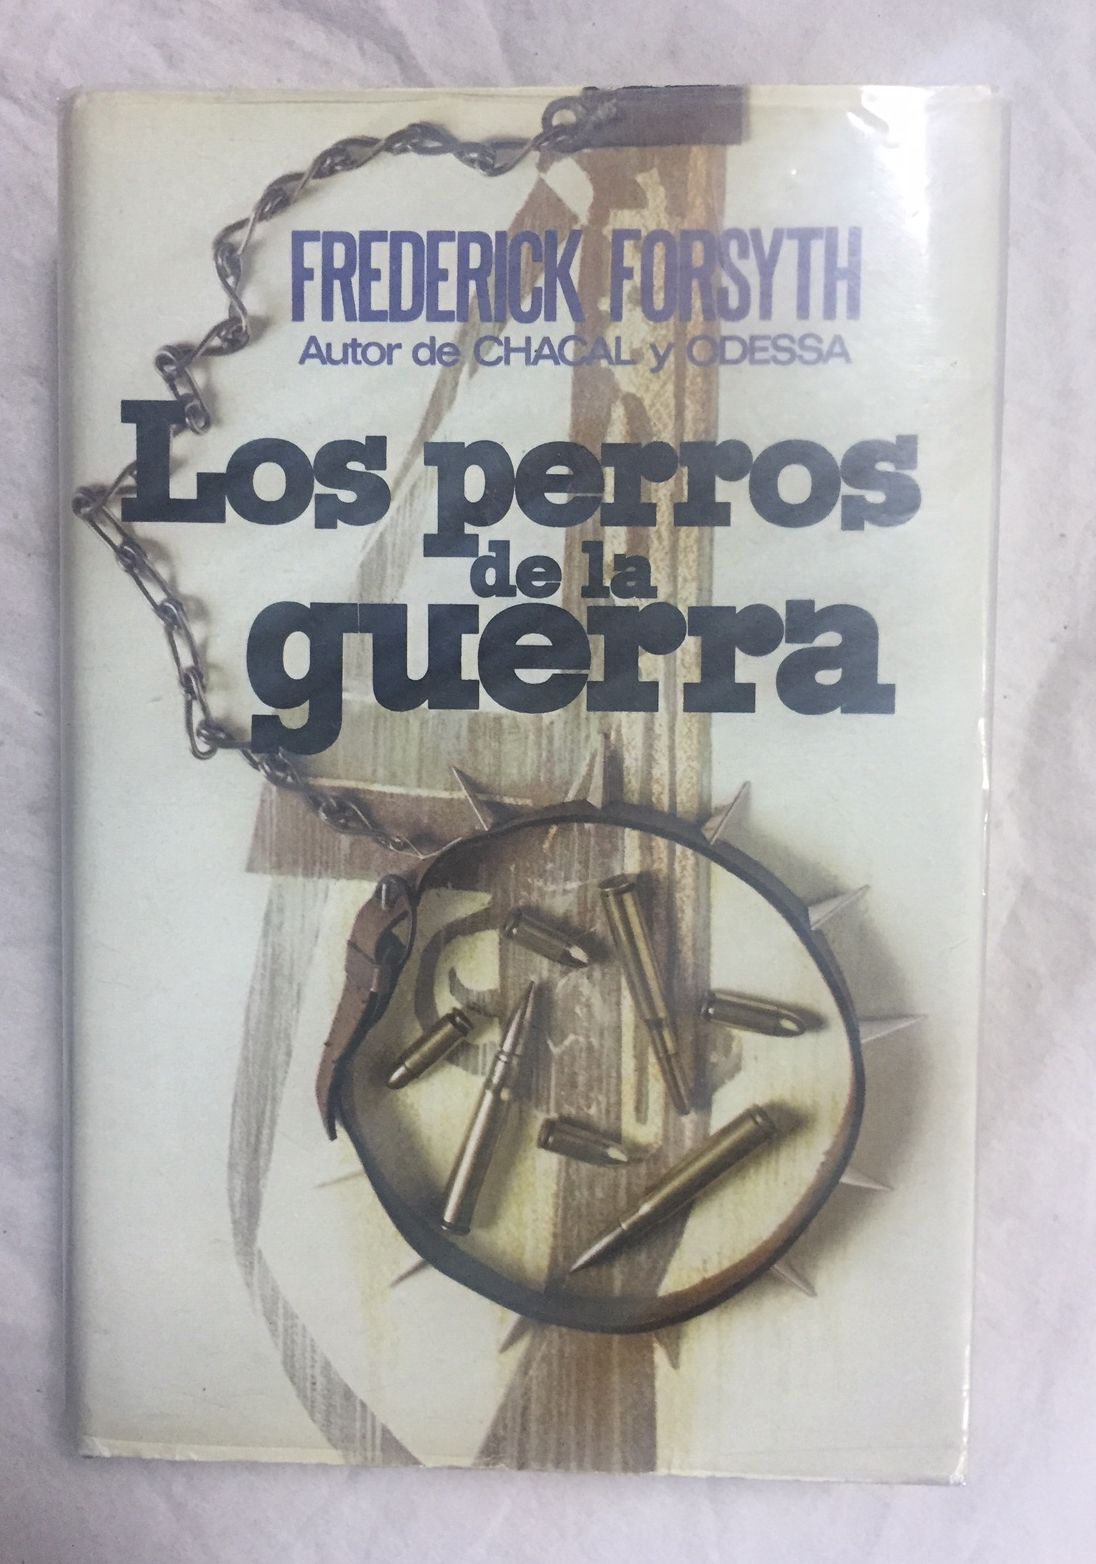 FREDERICK FORSYTH
Autor de CHACAL y ODESSA
Los perros
de la
guerra